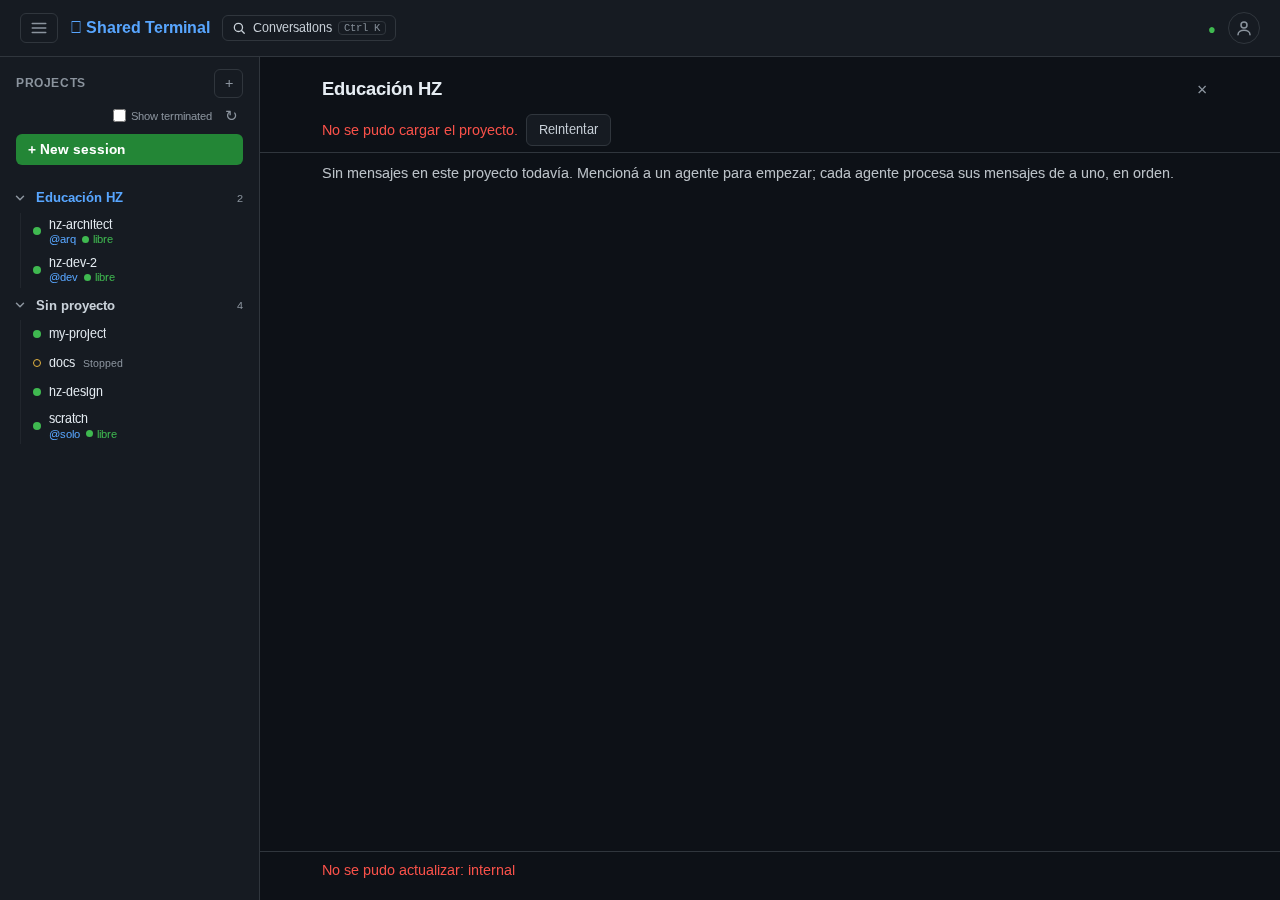 Shared Terminal
Conversations Ctrl K
PROJECTS
+
Show terminated
+ New session
Educación HZ 2
hz-architect
@arq libre
hz-dev-2
@dev libre
Sin proyecto 4
my-project
docs Stopped
hz-design
scratch
@solo libre
Educación HZ
×
No se pudo cargar el proyecto. Reintentar
Sin mensajes en este proyecto todavía. Mencioná a un agente para empezar; cada agente procesa sus mensajes de a uno, en orden.
No se pudo actualizar: internal